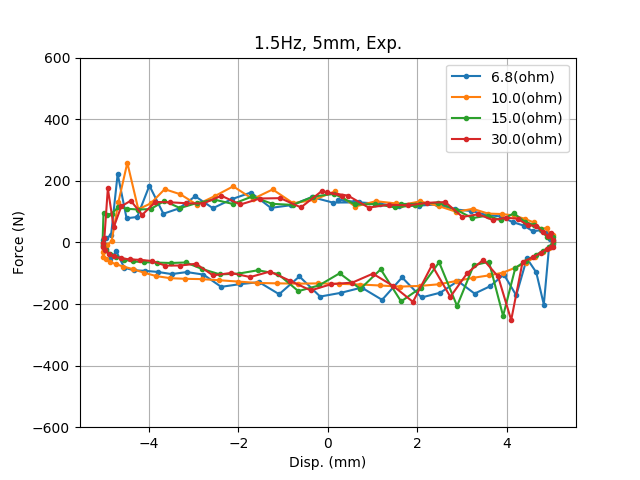 1.5Hz, 5mm, Exp.
600
400
200
0
−200
−400
−600
Force (N)
6.8(ohm)
10.0(ohm)
15.0(ohm)
30.0(ohm)
−4 −2 0 2 4
Disp. (mm)